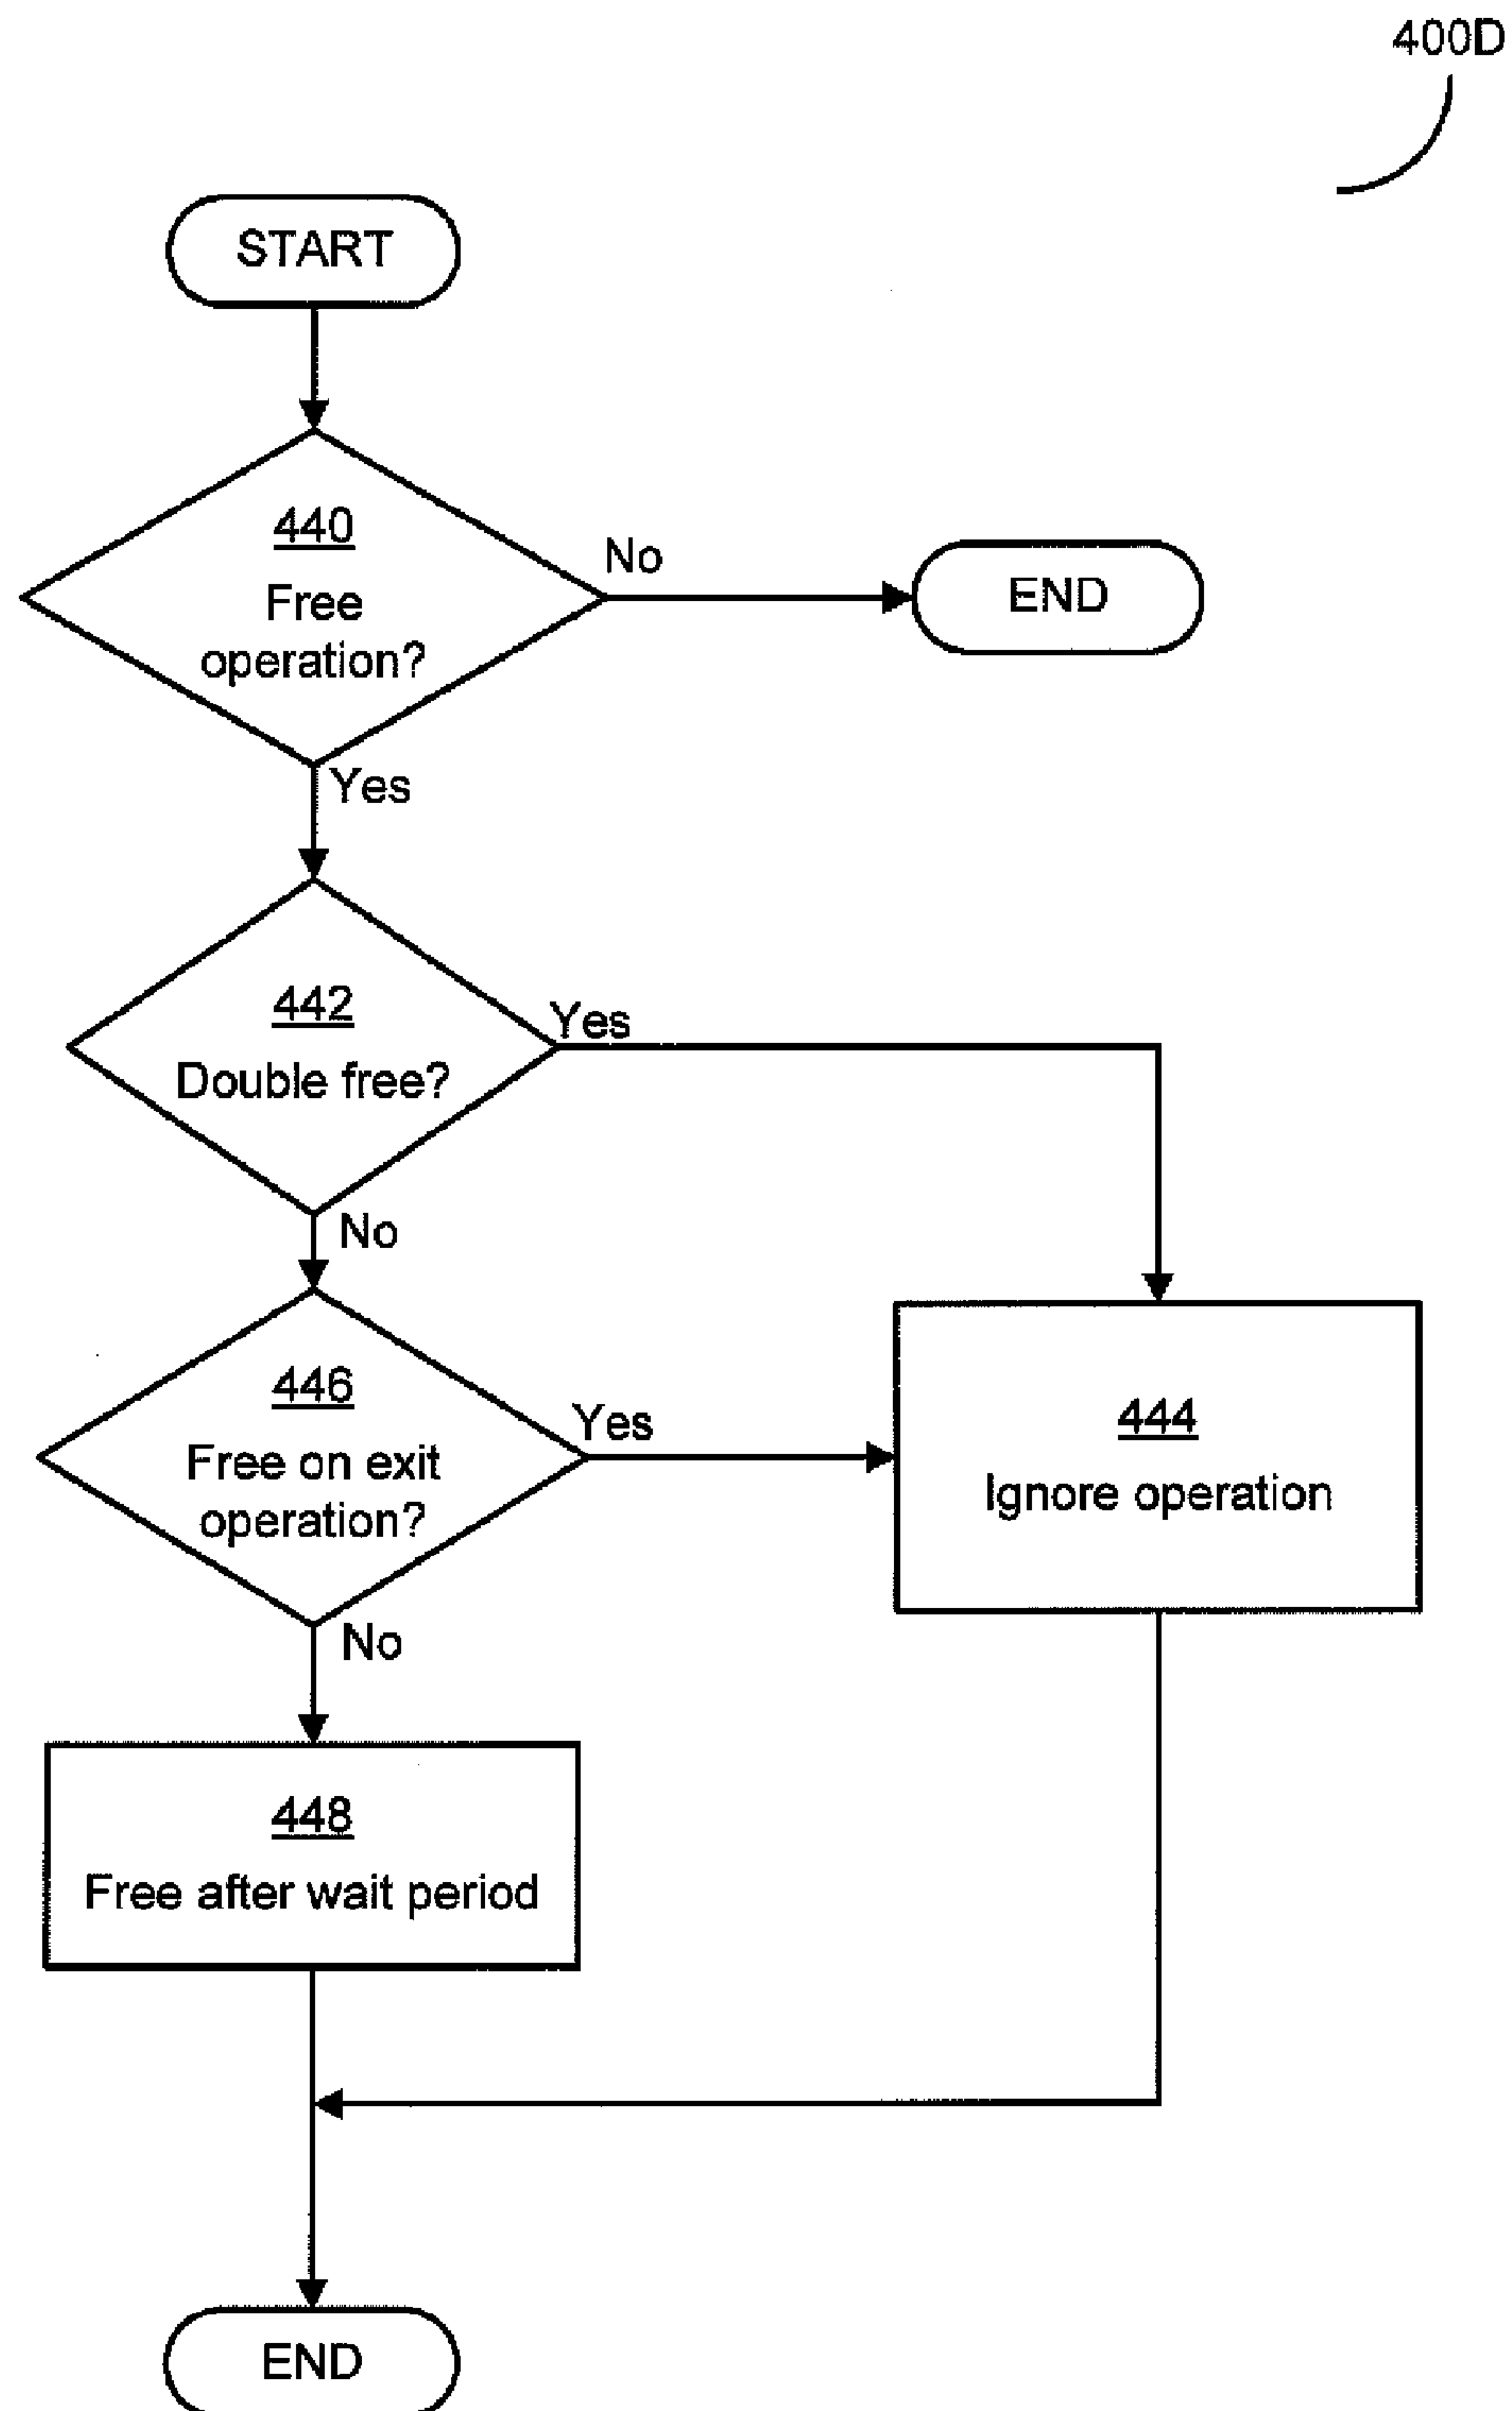 400D
START
440
Free
operation?
No
END
Yes
442
Double free?
Yes
No
446
Free on exit
operation?
Yes
444
Ignore operation
No
448
Free after wait period
END